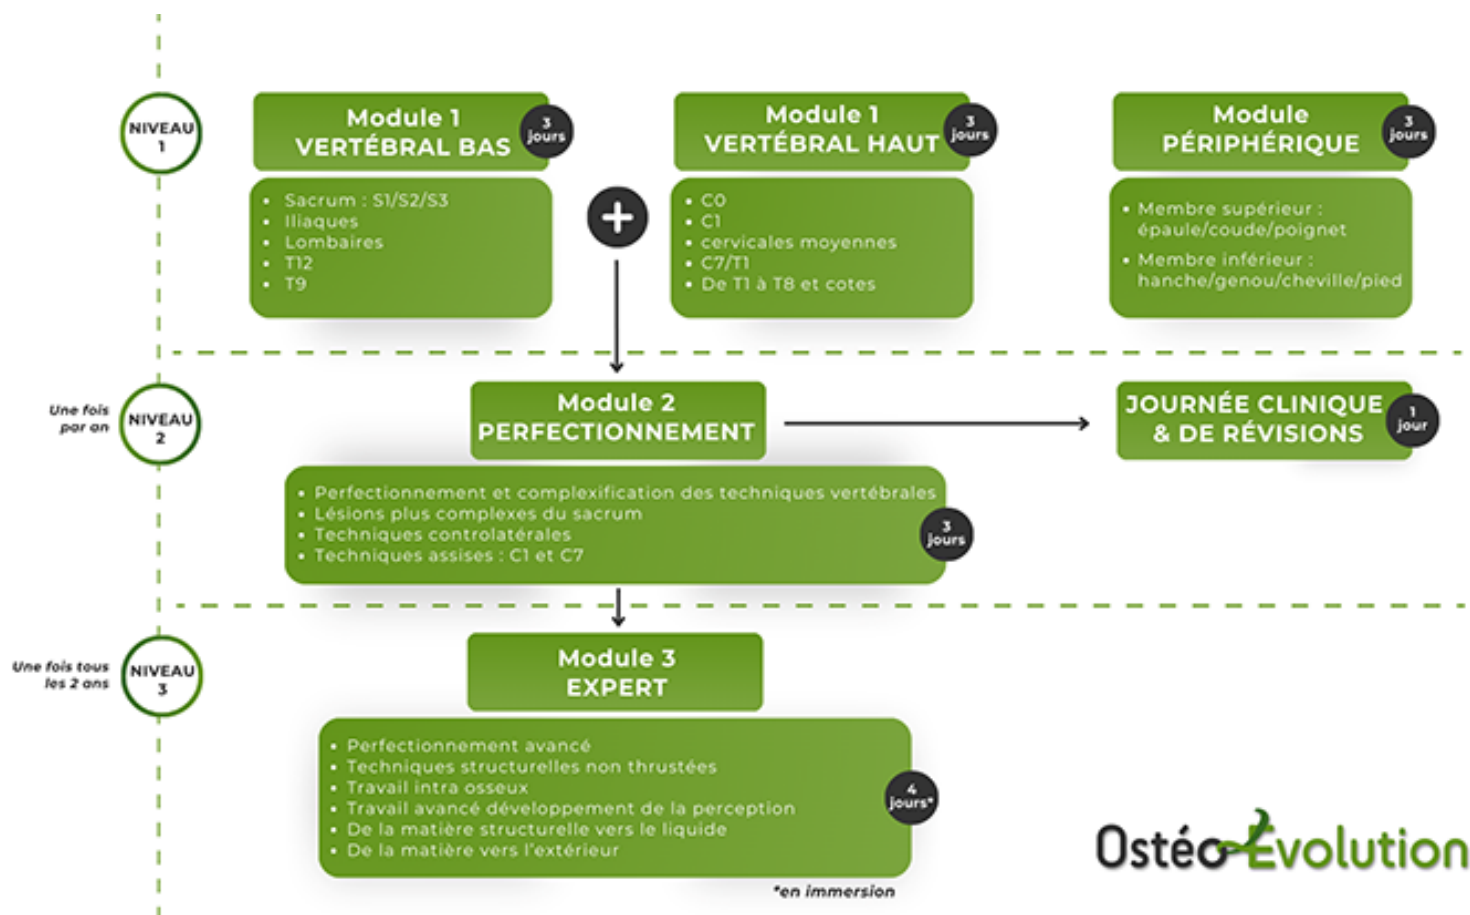 NIVEAU
1
Module 1
VERTÉBRAL BAS
3
jours
• Sacrum : S1/S2/S3
• Iliaques
• Lombaires
• T12
• T9
+
Module 1
VERTÉBRAL HAUT
3
jours
• C0
• C1
• cervicales moyennes
• C7/T1
• De T1 à T8 et cotes
Module
PÉRIPHÉRIQUE
3
jours
• Membre supérieur :
épaule/coude/poignet
• Membre inférieur :
hanche/genou/cheville/pied
Une fois
par an
NIVEAU
2
Module 2
PERFECTIONNEMENT
• Perfectionnement et complexification des techniques vertébrales
• Lésions plus complexes du sacrum
• Techniques controlatérales
• Techniques assises : C1 et C7
3
jours
JOURNÉE CLINIQUE
& DE RÉVISIONS
1
jour
Une fois tous
les 2 ans
NIVEAU
3
Module 3
EXPERT
• Perfectionnement avancé
• Techniques structurelles non thrustées
• Travail intra osseux
• Travail avancé développement de la perception
• De la matière structurelle vers le liquide
• De la matière vers l'extérieur
4
jours*
*en immersion
Ostéo Évolution